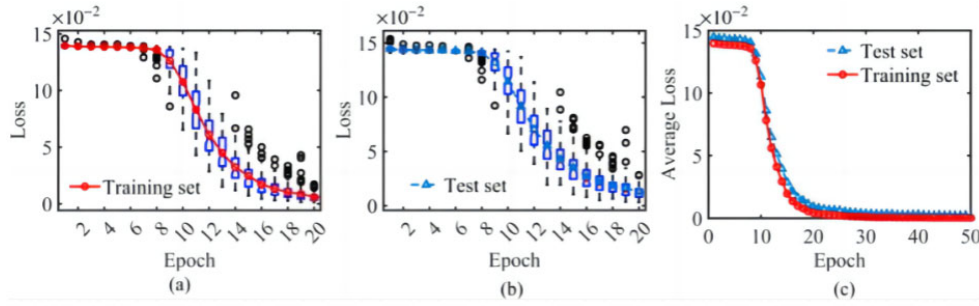 ×10⁻²
15
10
5
0
Loss
Training set
2 4 6 8 10 12 14 16 18 20
Epoch
(a)
×10⁻²
15
10
5
0
Loss
Test set
2 4 6 8 10 12 14 16 18 20
Epoch
(b)
×10⁻²
15
10
5
0
Average Loss
Test set
Training set
0 10 20 30 40 50
Epoch
(c)